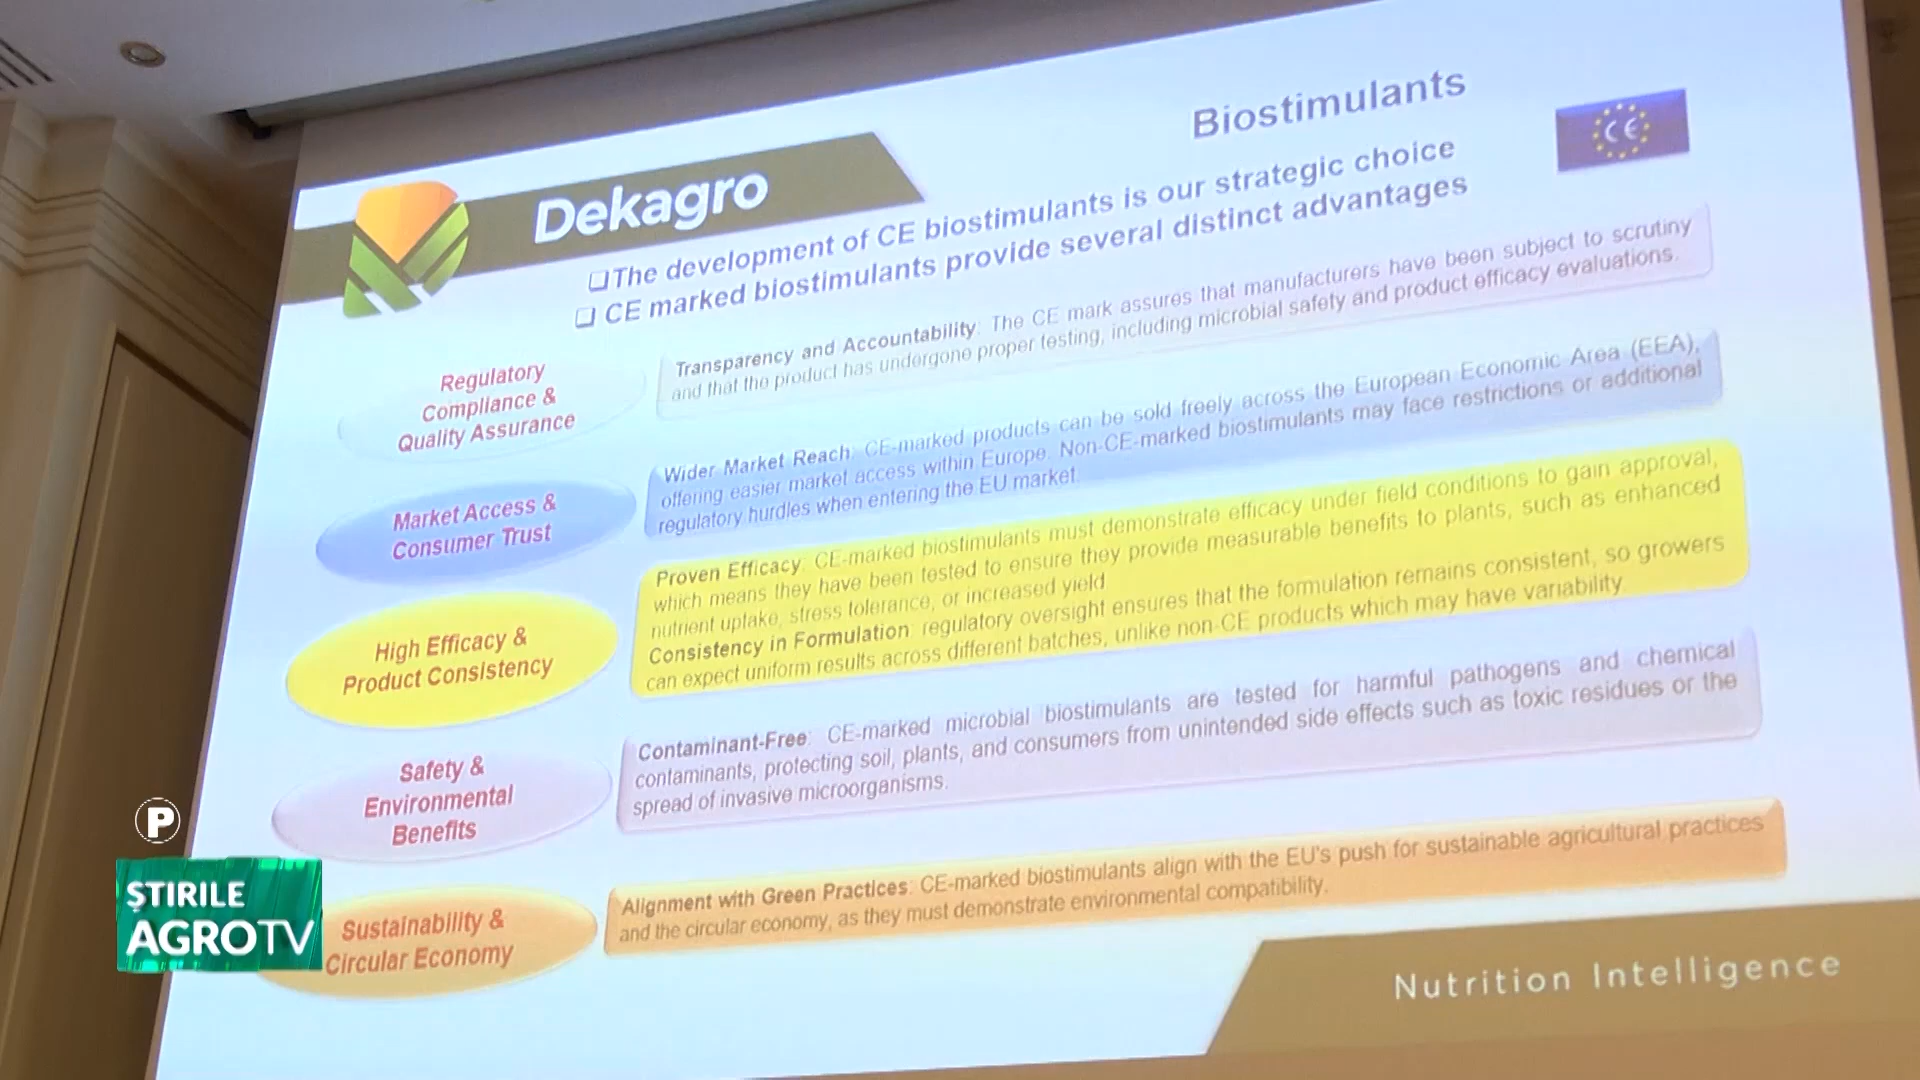 Biostimulants
CE
Dekagro
❑The development of CE biostimulants is our strategic choice
❑ CE marked biostimulants provide several distinct advantages
Regulatory
Compliance &
Quality Assurance
Transparency and Accountability: The CE mark assures that manufacturers have been subject to scrutiny
and that the product has undergone proper testing, including microbial safety and product efficacy evaluations.
Market Access &
Consumer Trust
Wider Market Reach: CE-marked products can be sold freely across the European Economic Area (EEA),
offering easier market access within Europe. Non-CE-marked biostimulants may face restrictions or additional
regulatory hurdles when entering the EU market.
High Efficacy &
Product Consistency
Proven Efficacy: CE-marked biostimulants must demonstrate efficacy under field conditions to gain approval,
which means they have been tested to ensure they provide measurable benefits to plants, such as enhanced
nutrient uptake, stress tolerance, or increased yield
Consistency in Formulation: regulatory oversight ensures that the formulation remains consistent, so growers
can expect uniform results across different batches, unlike non-CE products which may have variability.
Safety &
Environmental
Benefits
Contaminant-Free: CE-marked microbial biostimulants are tested for harmful pathogens and chemical
contaminants, protecting soil, plants, and consumers from unintended side effects such as toxic residues or the
spread of invasive microorganisms.
Sustainability &
Circular Economy
Alignment with Green Practices: CE-marked biostimulants align with the EU's push for sustainable agricultural practices
and the circular economy, as they must demonstrate environmental compatibility.
Nutrition Intelligence
P
ȘTIRILE
AGROTV